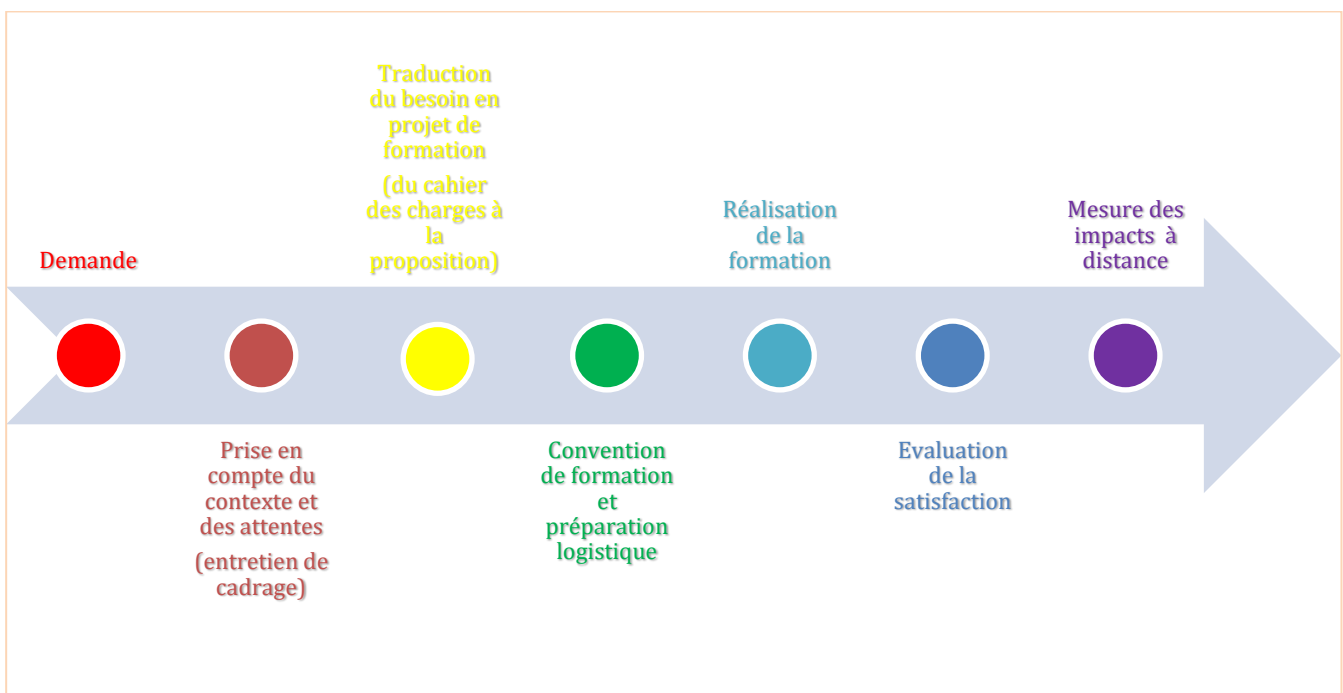 Demande
Prise en
compte du
contexte et
des attentes
(entretien de
cadrage)
Traduction
du besoin en
projet de
formation
(du cahier
des charges à
la
proposition)
Convention
de formation
et
préparation
logistique
Réalisation
de la
formation
Evaluation
de la
satisfaction
Mesure des
impacts à
distance